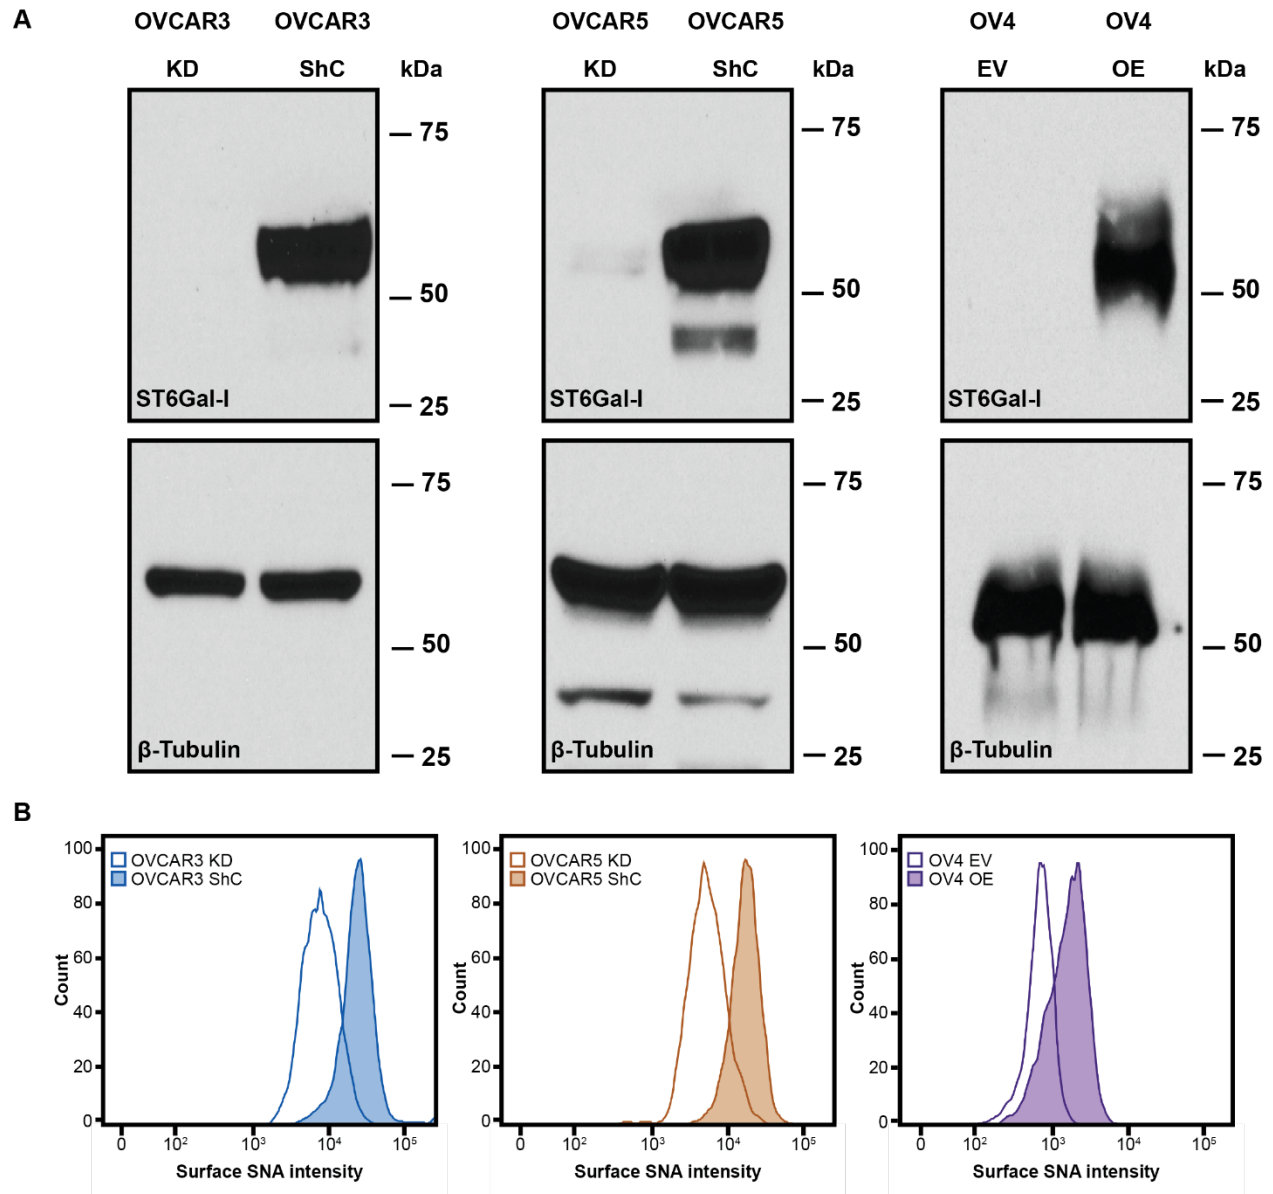 A
OVCAR3 OVCAR3 OVCAR5 OVCAR5 OV4 OV4
KD ShC kDa KD ShC kDa EV OE kDa
75 75 75
50 50 50
25 25 25
ST6Gal-I ST6Gal-I ST6Gal-I
75 75 75
50 50 50
25 25 25
β-Tubulin β-Tubulin β-Tubulin
B
OVCAR3 KD
OVCAR3 ShC
Count
100
80
60
40
20
0
0 10² 10³ 10⁴ 10⁵
Surface SNA intensity
OVCAR5 KD
OVCAR5 ShC
Count
100
80
60
40
20
0
0 10² 10³ 10⁴ 10⁵
Surface SNA intensity
OV4 EV
OV4 OE
Count
100
80
60
40
20
0
0 10² 10³ 10⁴ 10⁵
Surface SNA intensity